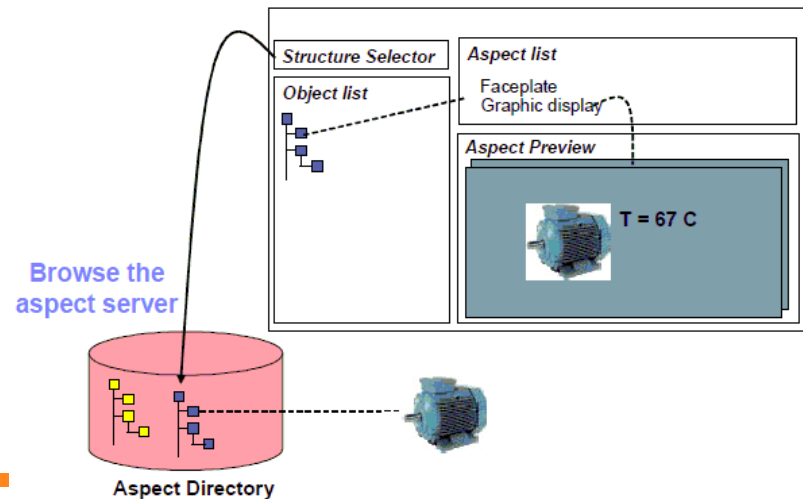 Structure Selector
Aspect list
Object list
Faceplate
Graphic display
Aspect Preview
T = 67 C
Browse the
aspect server
Aspect Directory